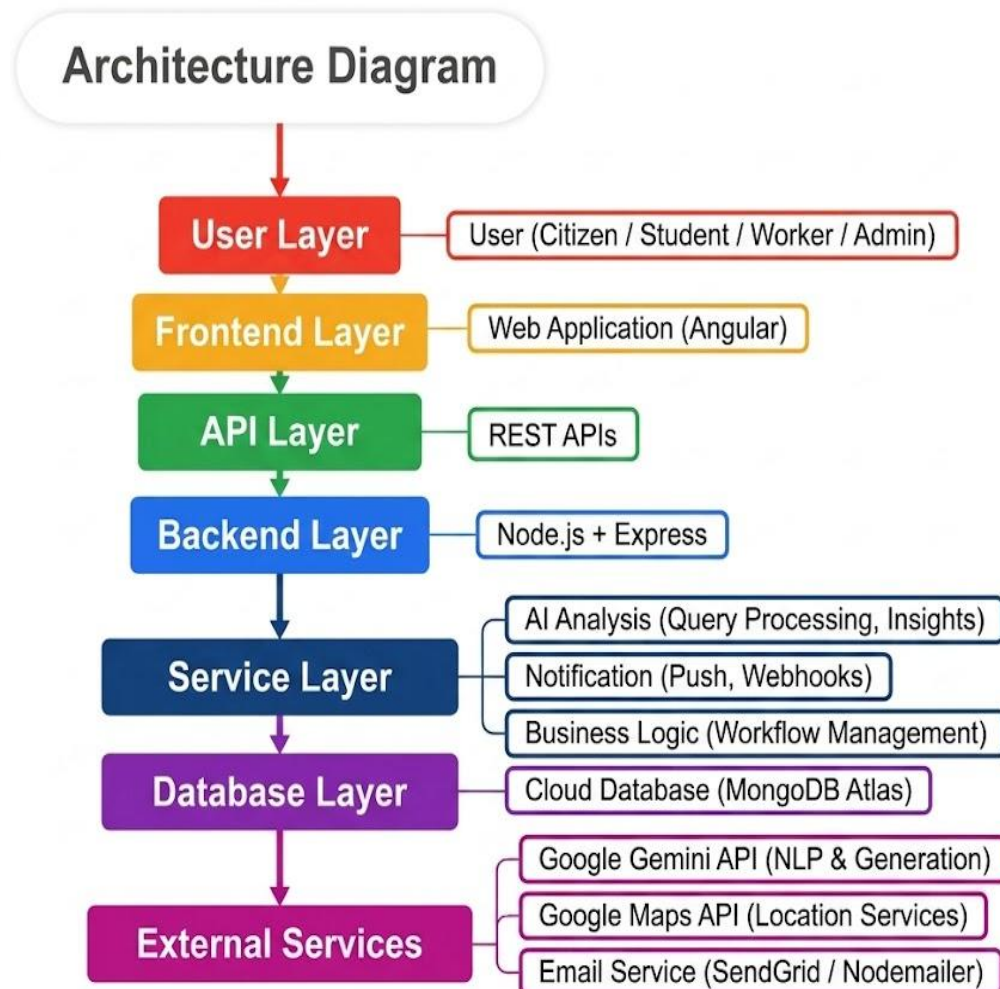 Architecture Diagram
User Layer
User (Citizen / Student / Worker / Admin)
Frontend Layer
Web Application (Angular)
API Layer
REST APIs
Backend Layer
Node.js + Express
Service Layer
AI Analysis (Query Processing, Insights)
Notification (Push, Webhooks)
Business Logic (Workflow Management)
Database Layer
Cloud Database (MongoDB Atlas)
External Services
Google Gemini API (NLP & Generation)
Google Maps API (Location Services)
Email Service (SendGrid / Nodemailer)